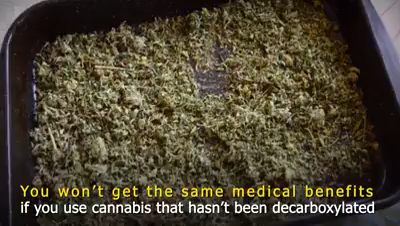 You won't get the same medical benefits
if you use cannabis that hasn't been decarboxylated